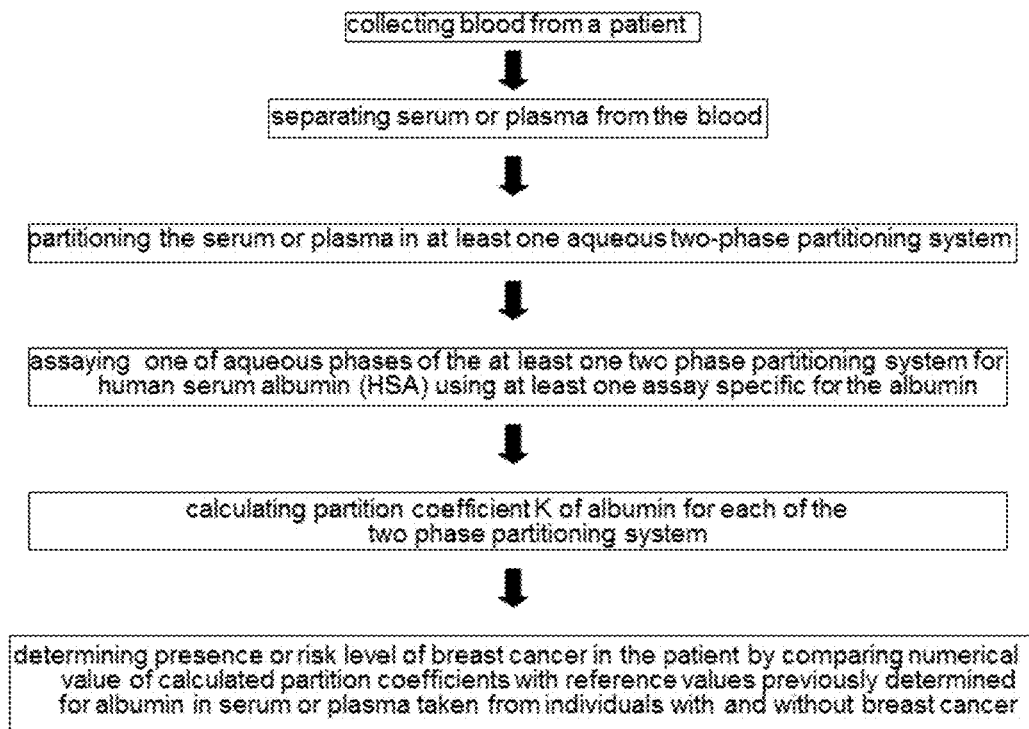 collecting blood from a patient
separating serum or plasma from the blood
partitioning the serum or plasma in at least one aqueous two-phase partitioning system
assaying one of aqueous phases of the at least one two phase partitioning system for
human serum albumin (HSA) using at least one assay specific for the albumin
calculating partition coefficient K of albumin for each of the
two phase partitioning system
determining presence or risk level of breast cancer in the patient by comparing numerical
value of calculated partition coefficients with reference values previously determined
for albumin in serum or plasma taken from individuals with and without breast cancer